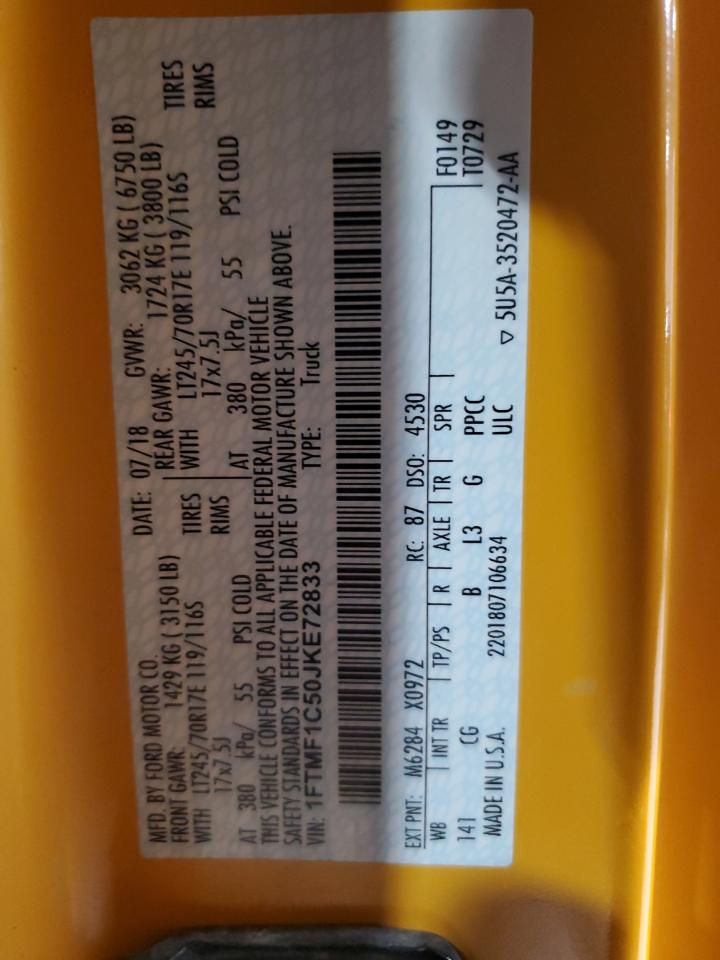 MFD. BY FORD MOTOR CO. DATE: 07/18 GVWR: 3062 KG ( 6750 LB)
FRONT GAWR: 1429 KG ( 3150 LB) REAR GAWR: 1724 KG ( 3800 LB)
WITH LT245/70R17E 119/116S TIRES WITH LT245/70R17E 119/116S TIRES
17x7.5J RIMS 17x7.5J RIMS
AT 380 kPa/ 55 PSI COLD AT 380 kPa/ 55 PSI COLD
THIS VEHICLE CONFORMS TO ALL APPLICABLE FEDERAL MOTOR VEHICLE
SAFETY STANDARDS IN EFFECT ON THE DATE OF MANUFACTURE SHOWN ABOVE.
VIN: 1FTMF1C50JKE72833 TYPE: Truck
EXT PNT: M6284 X0972 RC: 87 DSO: 4530 F0149
WB INT TR TP/PS R AXLE TR SPR T0729
141 CG B L3 G PPCC
MADE IN U.S.A. 2201807106634 ULC ▽ 5U5A-3520472-AA